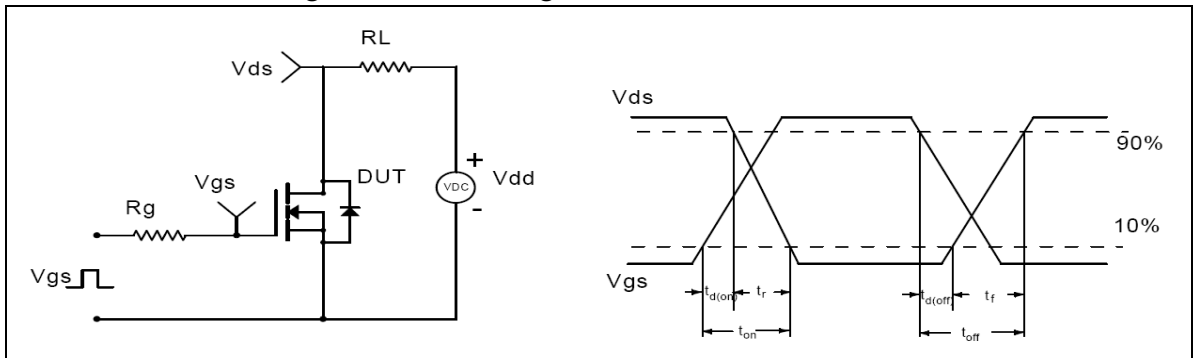 RL
Vds
Vgs
DUT
+
Vdd
VDC
-
Rg
Vgs
Vds
90%
10%
Vgs
td(on)
tr
td(off)
tf
ton
toff